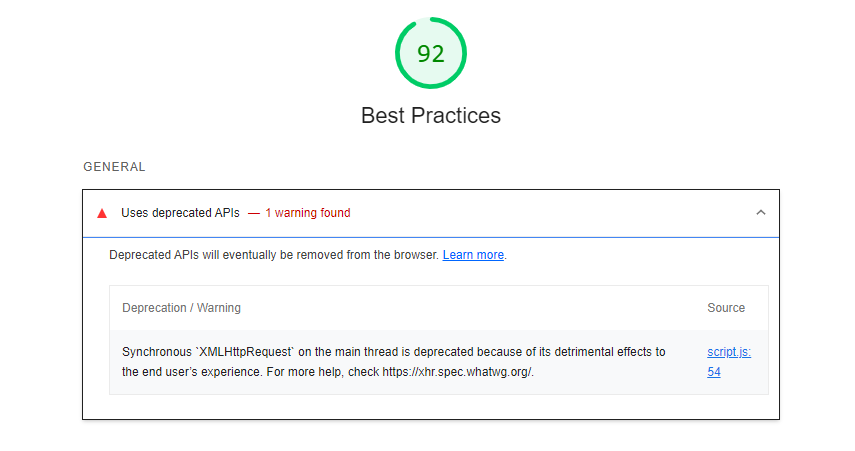 92
Best Practices
GENERAL
Uses deprecated APIs — 1 warning found
Deprecated APIs will eventually be removed from the browser. Learn more.
Deprecation / Warning Source
Synchronous `XMLHttpRequest` on the main thread is deprecated because of its detrimental effects to script.js:
the end user’s experience. For more help, check https://xhr.spec.whatwg.org/. 54